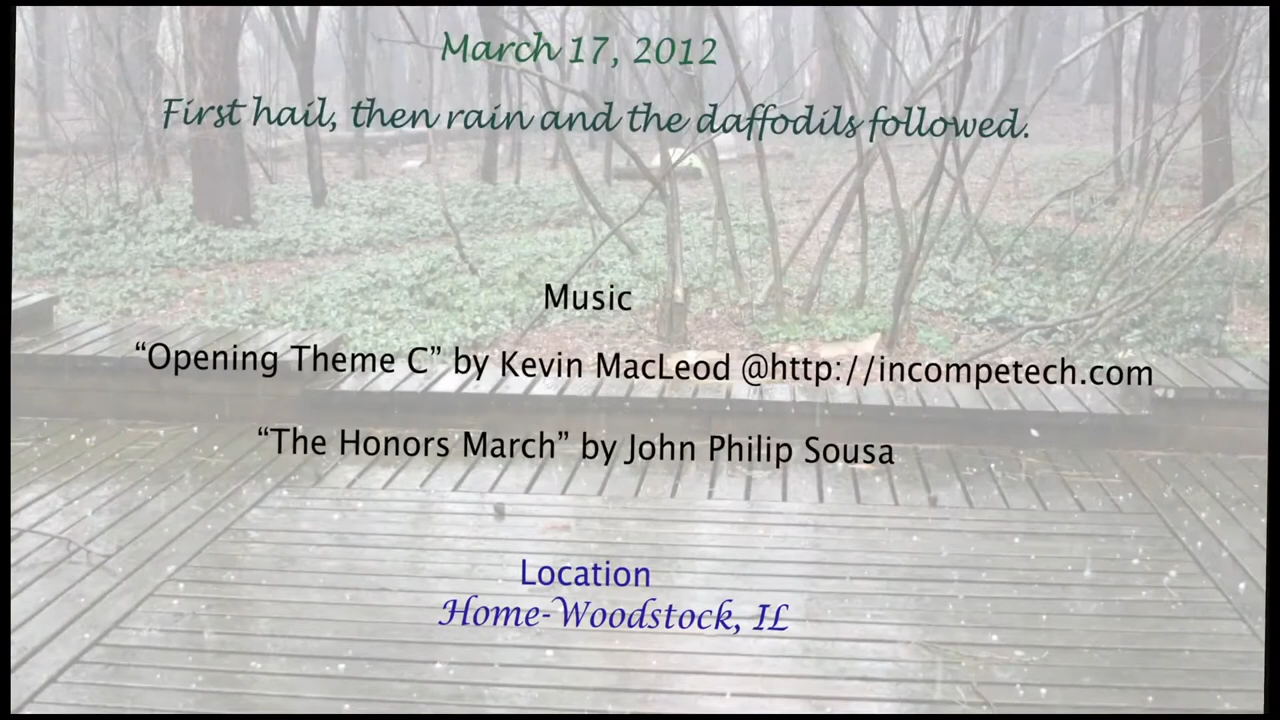 March 17, 2012
First hail, then rain and the daffodils followed.
Music
“Opening Theme C” by Kevin MacLeod @http://incompetech.com
“The Honors March” by John Philip Sousa
Location
Home-Woodstock, IL